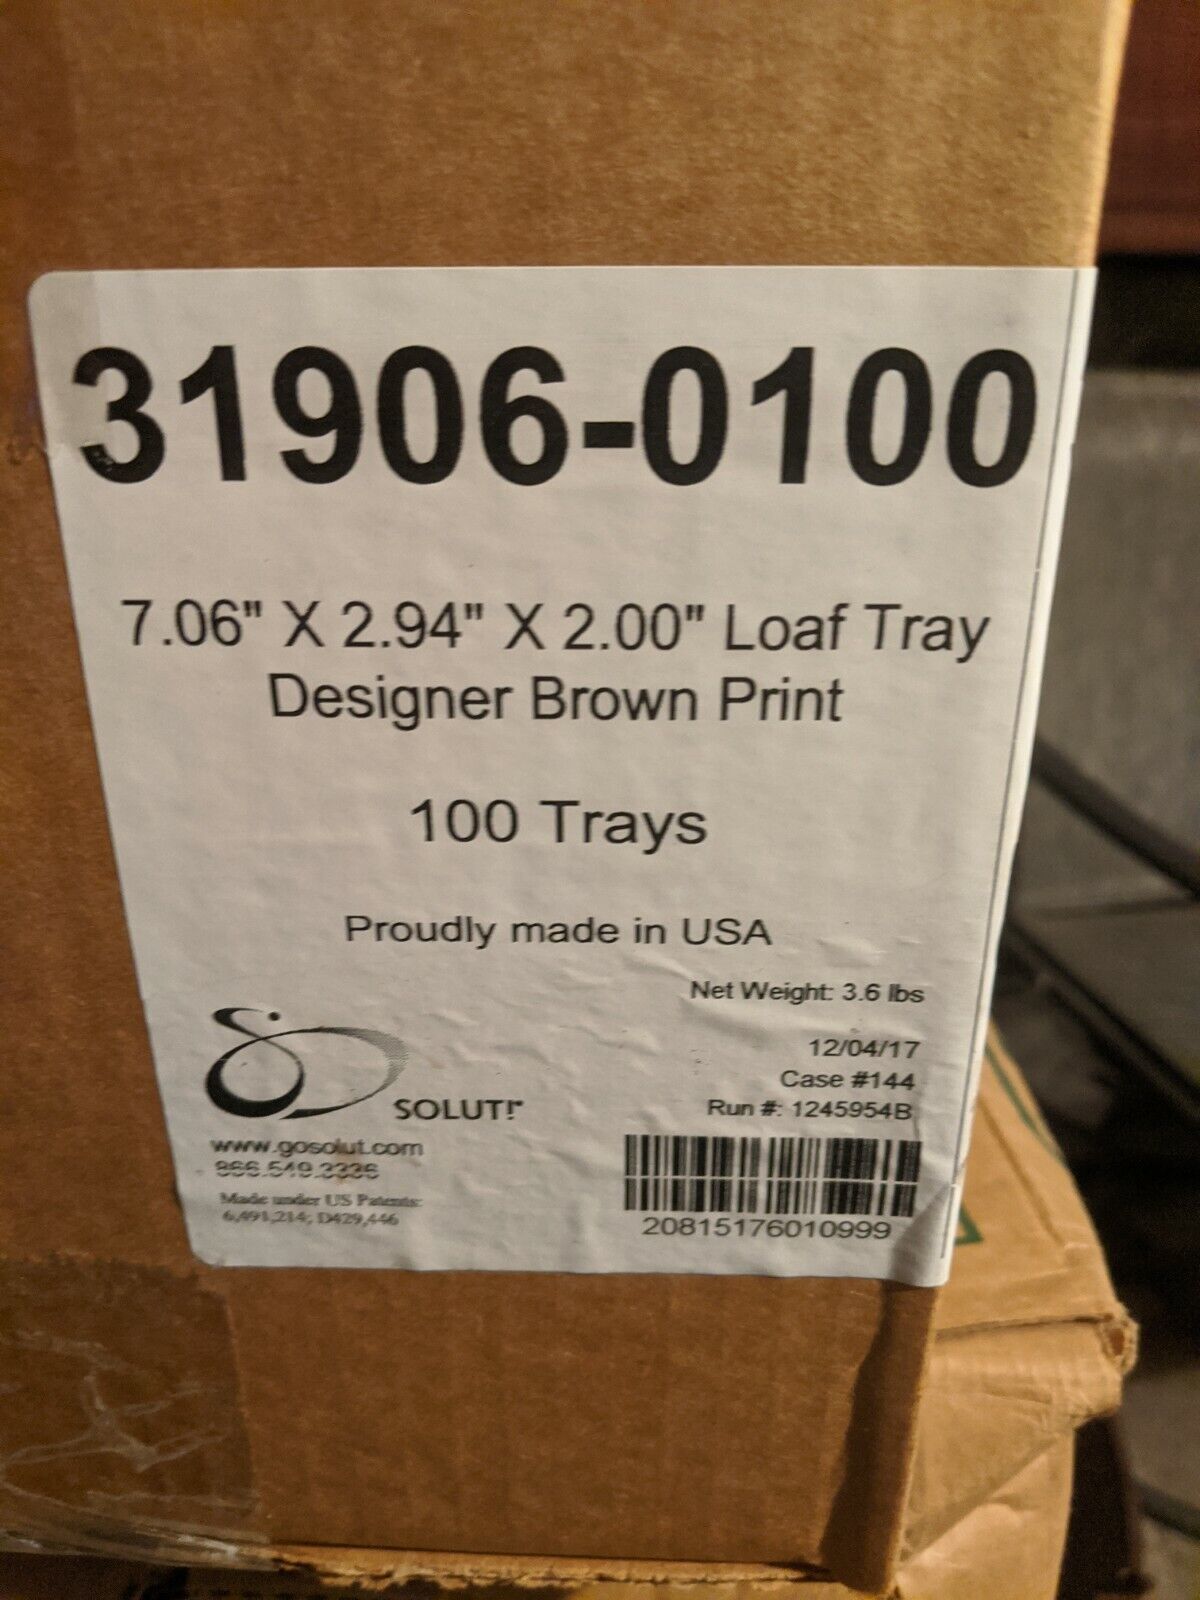 31906-0100
7.06" X 2.94" X 2.00" Loaf Tray
Designer Brown Print
100 Trays
Proudly made in USA
Net Weight: 3.6 lbs
12/04/17
Case #144
Run #: 1245954B
SOLUT!
www.gosolut.com
866.549.3336
Made under US Patents:
6,491,214; D429,446
20815176010999